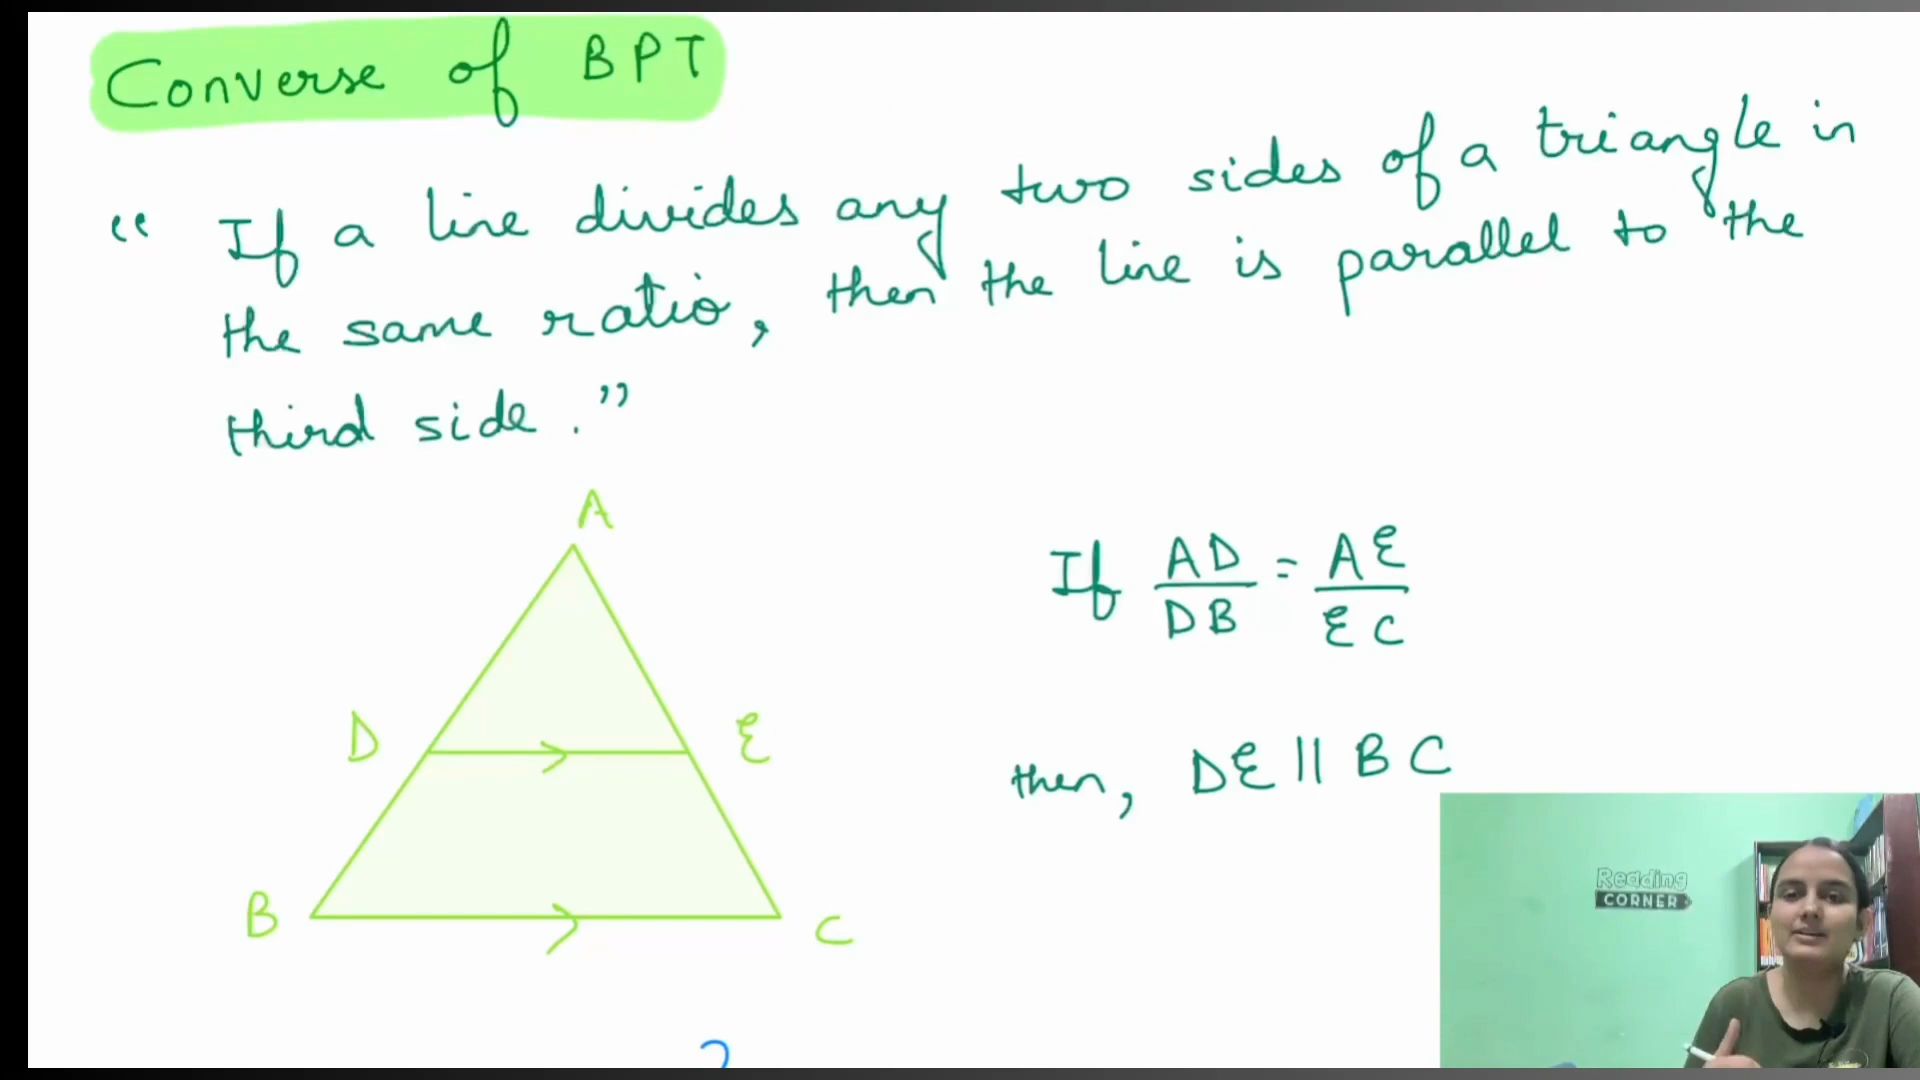 Converse of BPT
“ If a line divides any two sides of a triangle in
the same ratio, then the line is parallel to the
third side.”
A
D E
B C
If AD/DB = AE/EC
then, DE || BC
Reading
CORNER
2